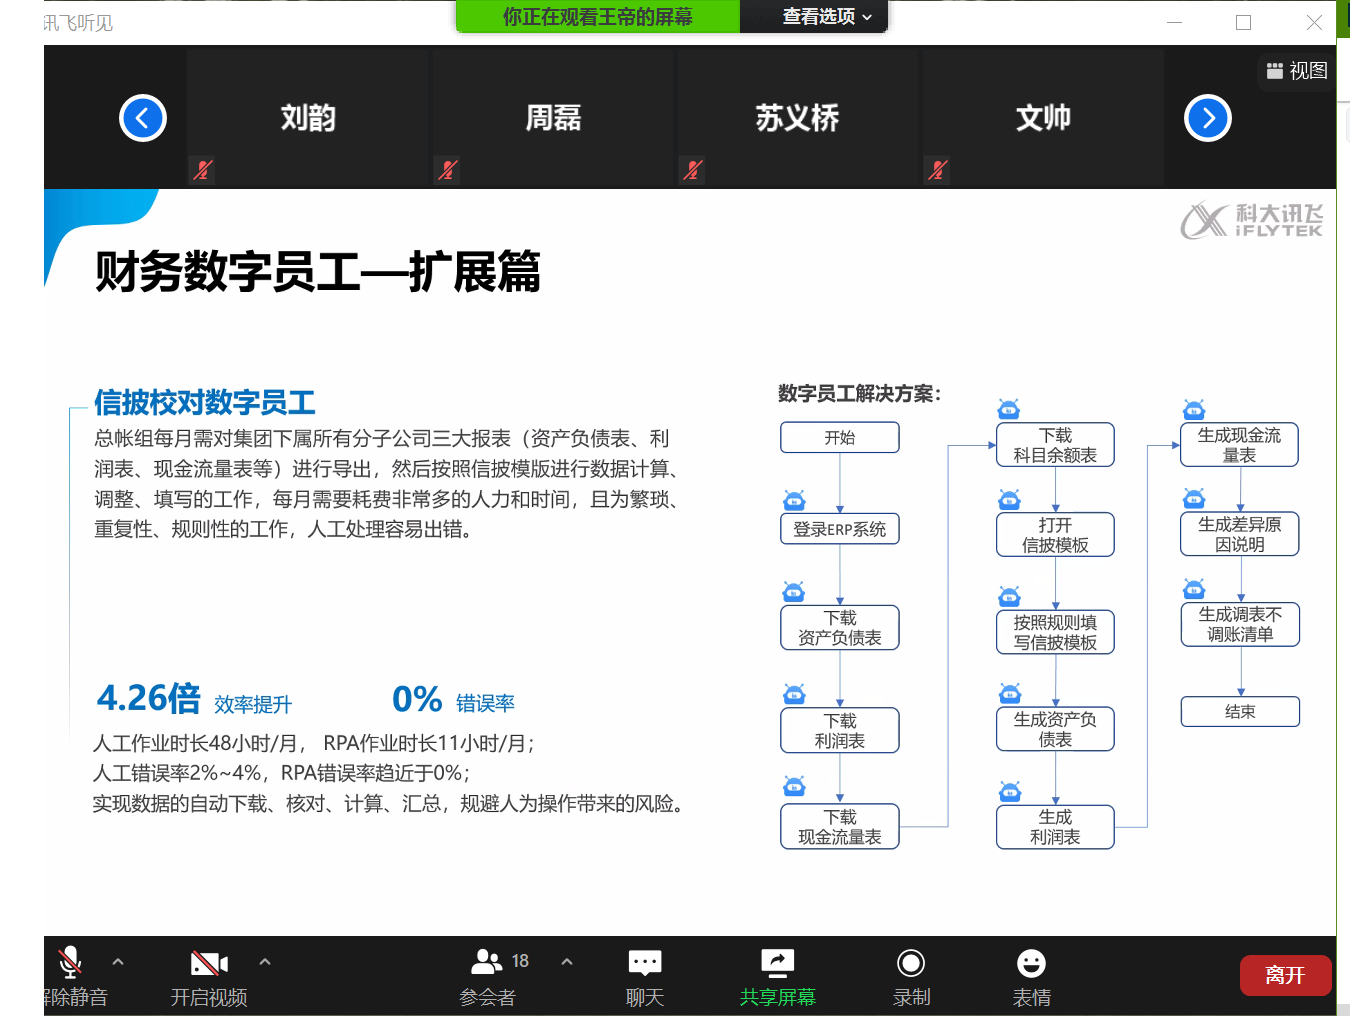 讯飞听见
你正在观看王帝的屏幕
查看选项
视图
刘韵
周磊
苏义桥
文帅
科大讯飞
iFLYTEK
财务数字员工—扩展篇
信披校对数字员工
总帐组每月需对集团下属所有分子公司三大报表（资产负债表、利
润表、现金流量表等）进行导出，然后按照信披模版进行数据计算、
调整、填写的工作，每月需要耗费非常多的人力和时间，且为繁琐、
重复性、规则性的工作，人工处理容易出错。
4.26倍 效率提升
0% 错误率
人工作业时长48小时/月， RPA作业时长11小时/月；
人工错误率2%~4%，RPA错误率趋近于0%；
实现数据的自动下载、核对、计算、汇总，规避人为操作带来的风险。
数字员工解决方案：
开始
登录ERP系统
下载
资产负债表
下载
利润表
下载
现金流量表
下载
科目余额表
打开
信披模板
按照规则填
写信披模板
生成资产负
债表
生成
利润表
生成现金流
量表
生成差异原
因说明
生成调表不
调账清单
结束
解除静音
开启视频
18
参会者
聊天
共享屏幕
录制
表情
离开